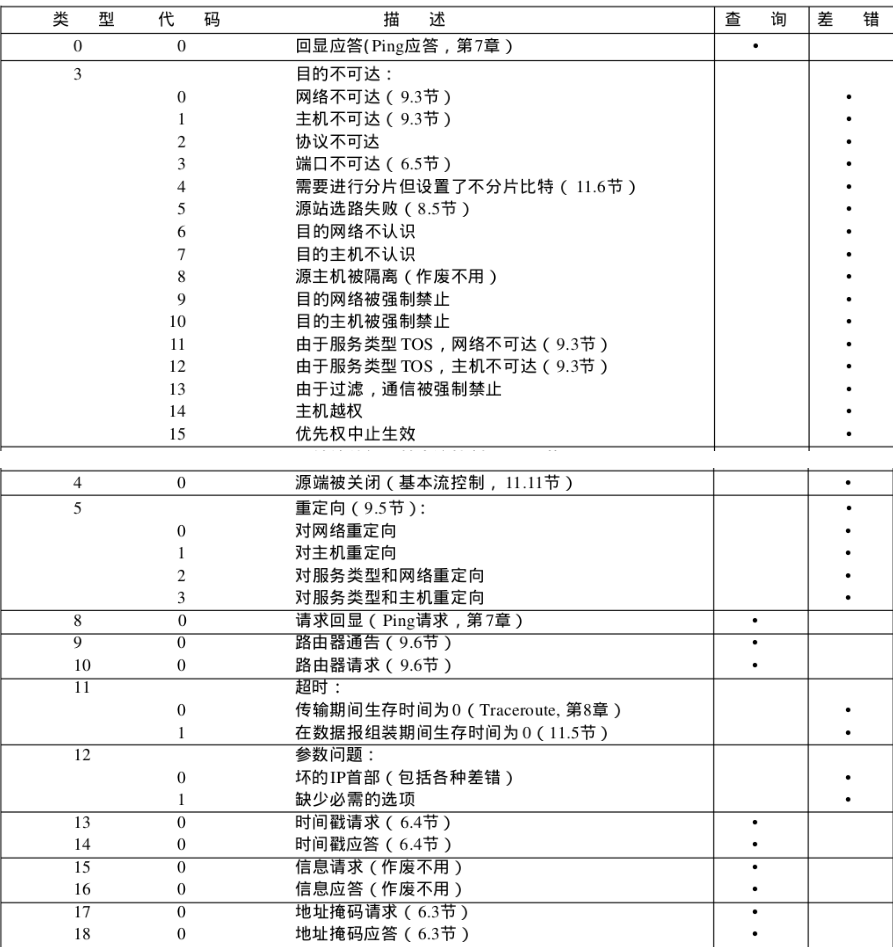 类 型 代 码 描 述 查 询 差 错
0 0 回显应答(Ping应答，第7章） •
3 目的不可达：
0 网络不可达（9.3节） •
1 主机不可达（9.3节） •
2 协议不可达 •
3 端口不可达（6.5节） •
4 需要进行分片但设置了不分片比特（11.6节） •
5 源站选路失败（8.5节） •
6 目的网络不认识 •
7 目的主机不认识 •
8 源主机被隔离（作废不用） •
9 目的网络被强制禁止 •
10 目的主机被强制禁止 •
11 由于服务类型TOS，网络不可达（9.3节） •
12 由于服务类型TOS，主机不可达（9.3节） •
13 由于过滤，通信被强制禁止 •
14 主机越权 •
15 优先权中止生效 •
4 0 源端被关闭（基本流控制，11.11节） •
5 重定向（9.5节）： •
0 对网络重定向 •
1 对主机重定向 •
2 对服务类型和网络重定向 •
3 对服务类型和主机重定向 •
8 0 请求回显（Ping请求，第7章） •
9 0 路由器通告（9.6节） •
10 0 路由器请求（9.6节） •
11 超时：
0 传输期间生存时间为0（Traceroute, 第8章） •
1 在数据报组装期间生存时间为0（11.5节） •
12 参数问题：
0 坏的IP首部（包括各种差错） •
1 缺少必需的选项 •
13 0 时间戳请求（6.4节） •
14 0 时间戳应答（6.4节） •
15 0 信息请求（作废不用） •
16 0 信息应答（作废不用） •
17 0 地址掩码请求（6.3节） •
18 0 地址掩码应答（6.3节） •